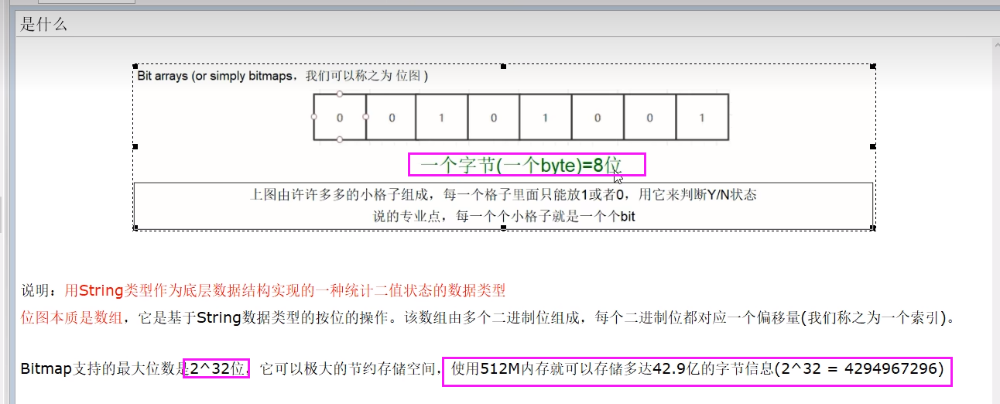 是什么
Bit arrays (or simply bitmaps，我们可以称之为 位图 )
0 0 1 0 1 0 0 1
一个字节(一个byte)=8位
上图由许许多多的小格子组成，每一个格子里面只能放1或者0，用它来判断Y/N状态
说的专业点，每一个个小格子就是一个个bit
说明：用String类型作为底层数据结构实现的一种统计二值状态的数据类型
位图本质是数组，它是基于String数据类型的按位的操作。该数组由多个二进制位组成，每个二进制位都对应一个偏移量(我们称之为一个索引)。
Bitmap支持的最大位数是2^32位，它可以极大的节约存储空间，使用512M内存就可以存储多达42.9亿的字节信息(2^32 = 4294967296)